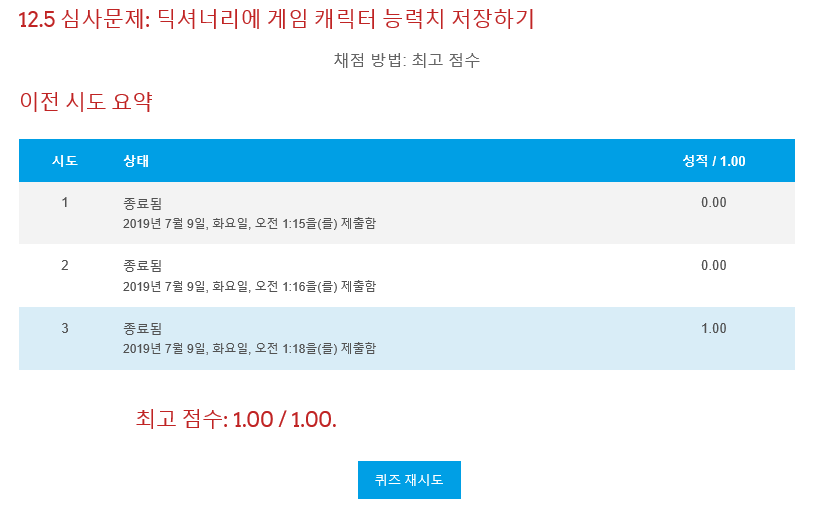 12.5 심사문제: 딕셔너리에 게임 캐릭터 능력치 저장하기
채점 방법: 최고 점수
이전 시도 요약
시도 상태 성적 / 1.00
1 종료됨 0.00
2019년 7월 9일, 화요일, 오전 1:15을(를) 제출함
2 종료됨 0.00
2019년 7월 9일, 화요일, 오전 1:16을(를) 제출함
3 종료됨 1.00
2019년 7월 9일, 화요일, 오전 1:18을(를) 제출함
최고 점수: 1.00 / 1.00.
퀴즈 재시도